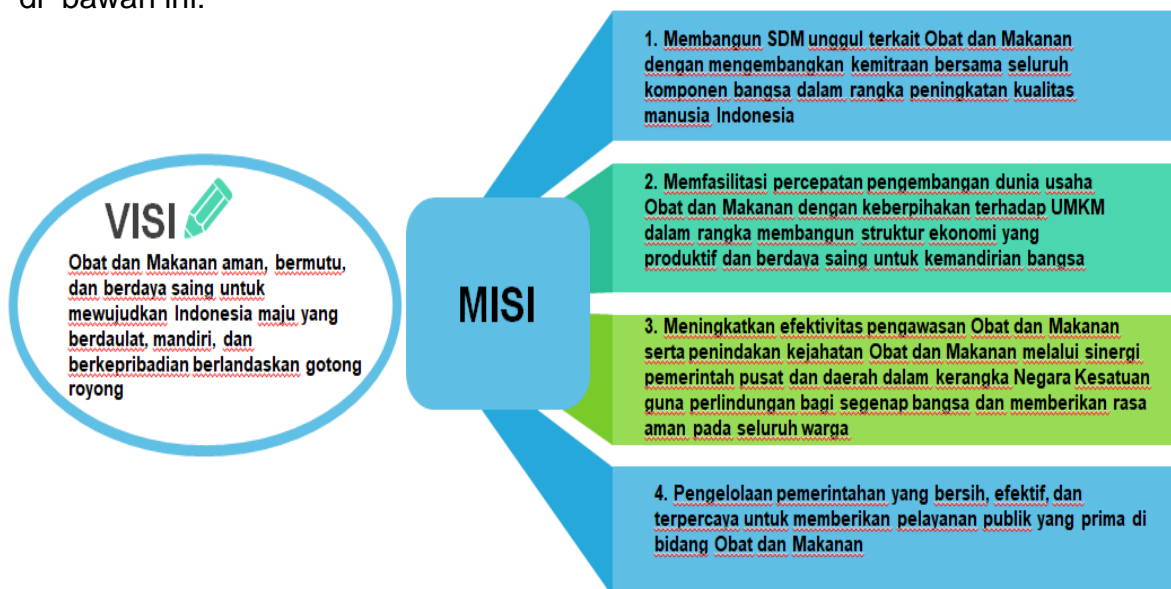 di bawah ini.
VISI
Obat dan Makanan aman, bermutu,
dan berdaya saing untuk
mewujudkan Indonesia maju yang
berdaulat, mandiri, dan
berkepribadian berlandaskan gotong
royong
MISI
1. Membangun SDM unggul terkait Obat dan Makanan
dengan mengembangkan kemitraan bersama seluruh
komponen bangsa dalam rangka peningkatan kualitas
manusia Indonesia
2. Memfasilitasi percepatan pengembangan dunia usaha
Obat dan Makanan dengan keberpihakan terhadap UMKM
dalam rangka membangun struktur ekonomi yang
produktif dan berdaya saing untuk kemandirian bangsa
3. Meningkatkan efektivitas pengawasan Obat dan Makanan
serta penindakan kejahatan Obat dan Makanan melalui sinergi
pemerintah pusat dan daerah dalam kerangka Negara Kesatuan
guna perlindungan bagi segenap bangsa dan memberikan rasa
aman pada seluruh warga
4. Pengelolaan pemerintahan yang bersih, efektif, dan
terpercaya untuk memberikan pelayanan publik yang prima di
bidang Obat dan Makanan